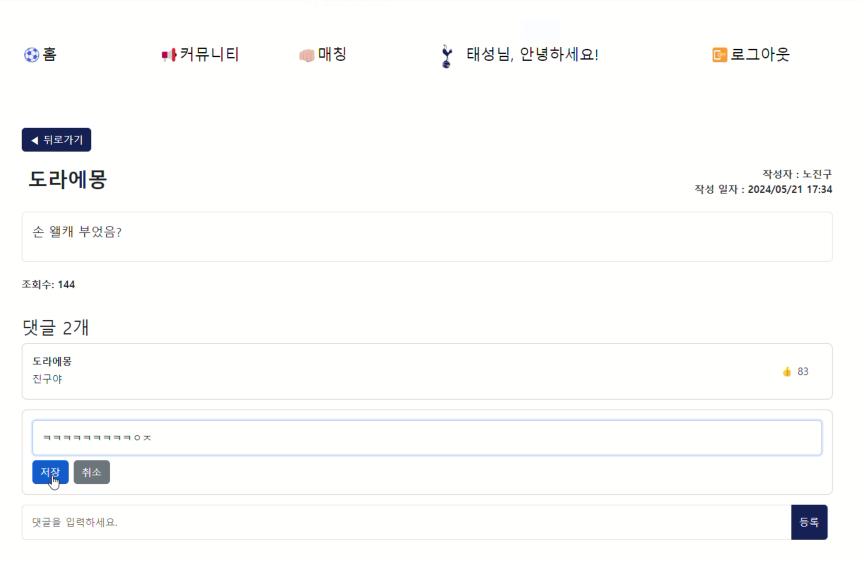 홈 커뮤니티 매칭 태성님, 안녕하세요! 로그아웃
◀ 뒤로가기
도라에몽
작성자 : 노진구
작성 일자 : 2024/05/21 17:34
손 왤캐 부었음?
조회수: 144
댓글 2개
도라에몽
진구야
👍 83
ㅋㅋㅋㅋㅋㅋㅋㅋㅋㅇㅈ
저장 취소
댓글을 입력하세요. 등록